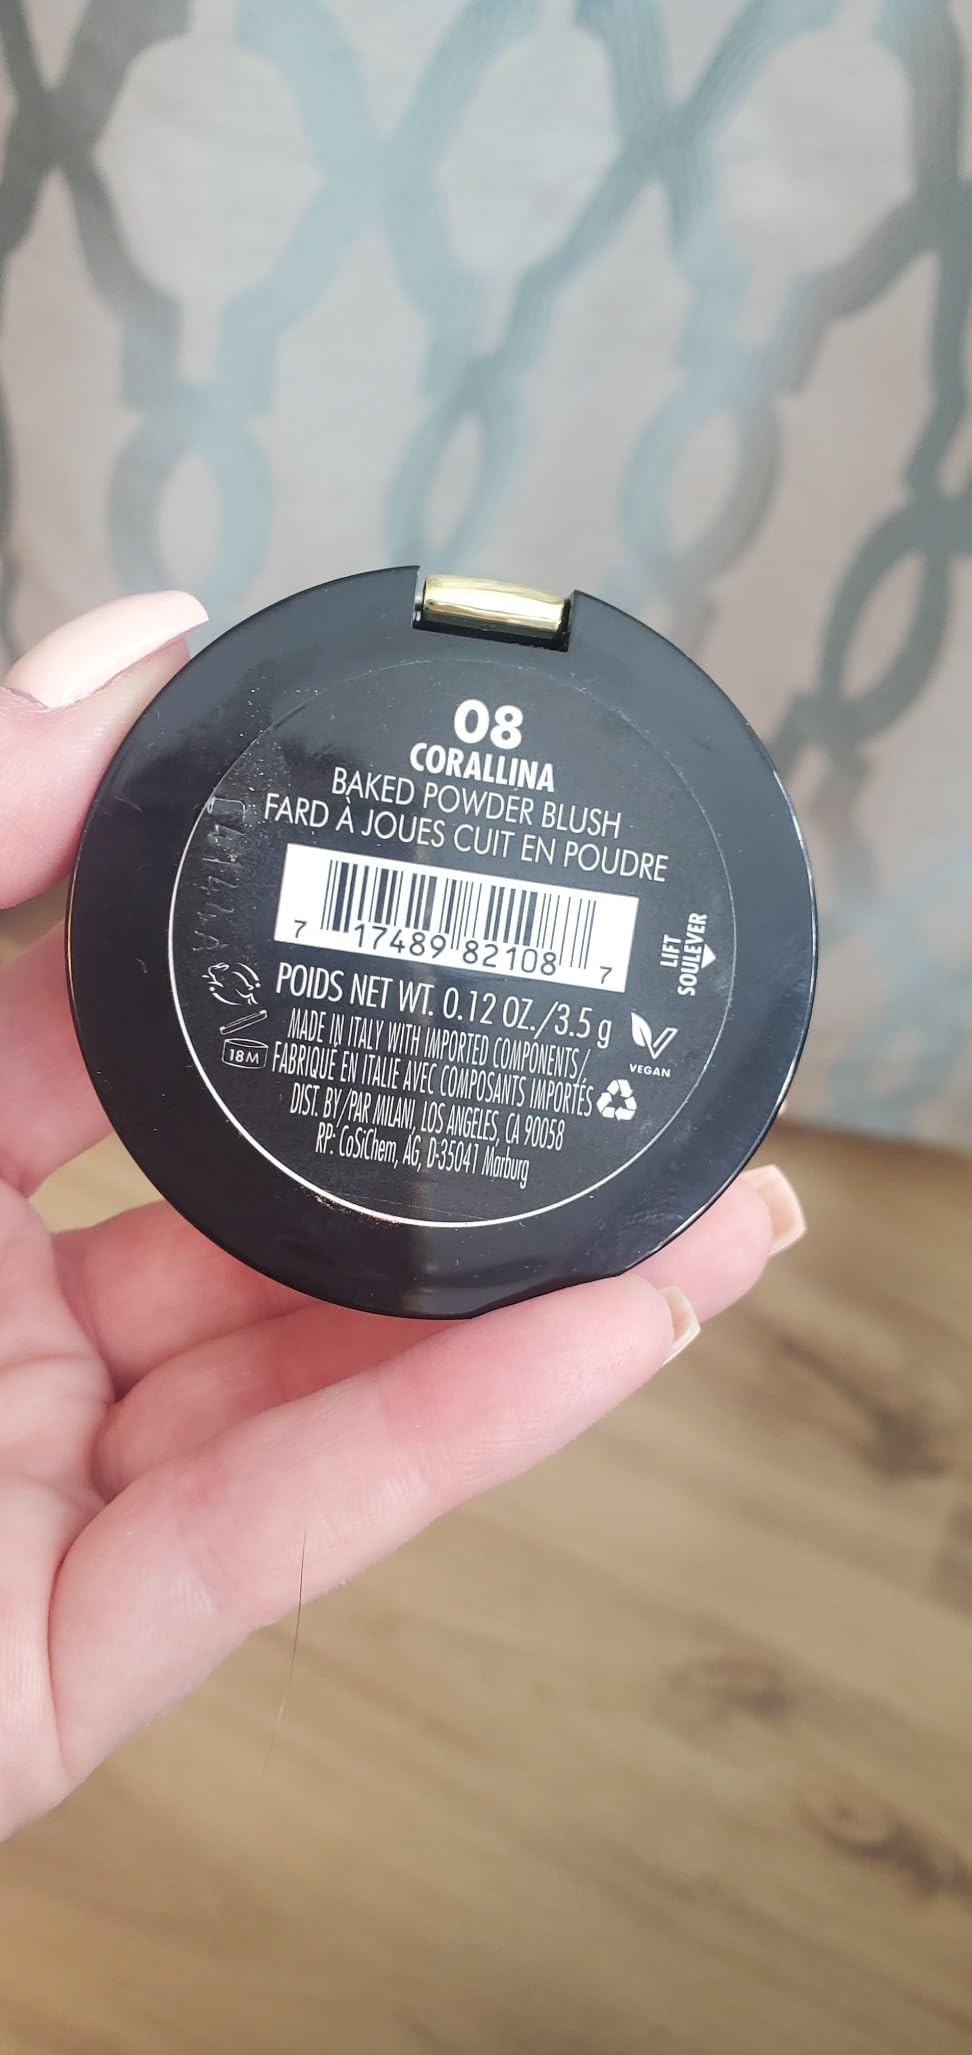 08
CORALLINA
BAKED POWDER BLUSH
FARD À JOUES CUIT EN POUDRE
7 17489 82108 7
LIFT
SOULEVER
POIDS NET WT. 0.12 OZ./3.5 g
MADE IN ITALY WITH IMPORTED COMPONENTS/
FABRIQUÉ EN ITALIE AVEC COMPOSANTS IMPORTÉS
DIST. BY/PAR MILANI, LOS ANGELES, CA 90058
RP: CoSiChem, AG, D-35041 Marburg
18M
VEGAN